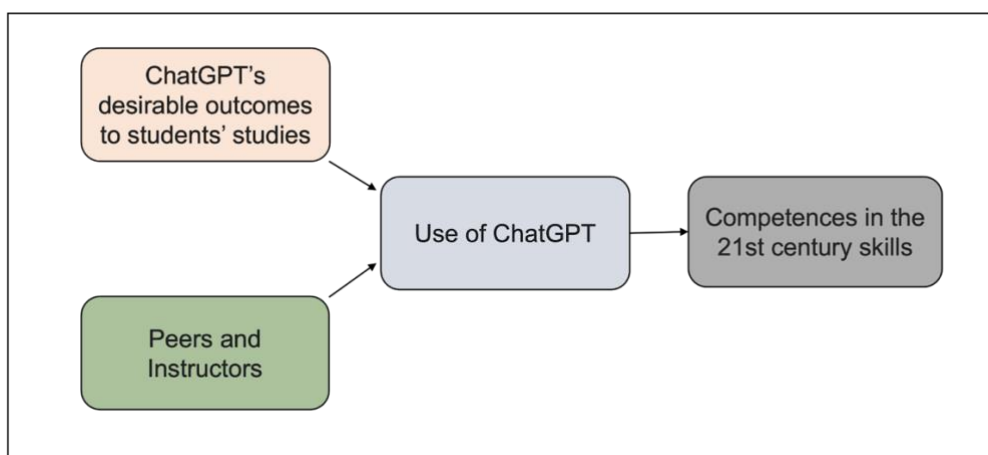 ChatGPT’s
desirable outcomes
to students’ studies
Use of ChatGPT
Competences in the
21st century skills
Peers and
Instructors